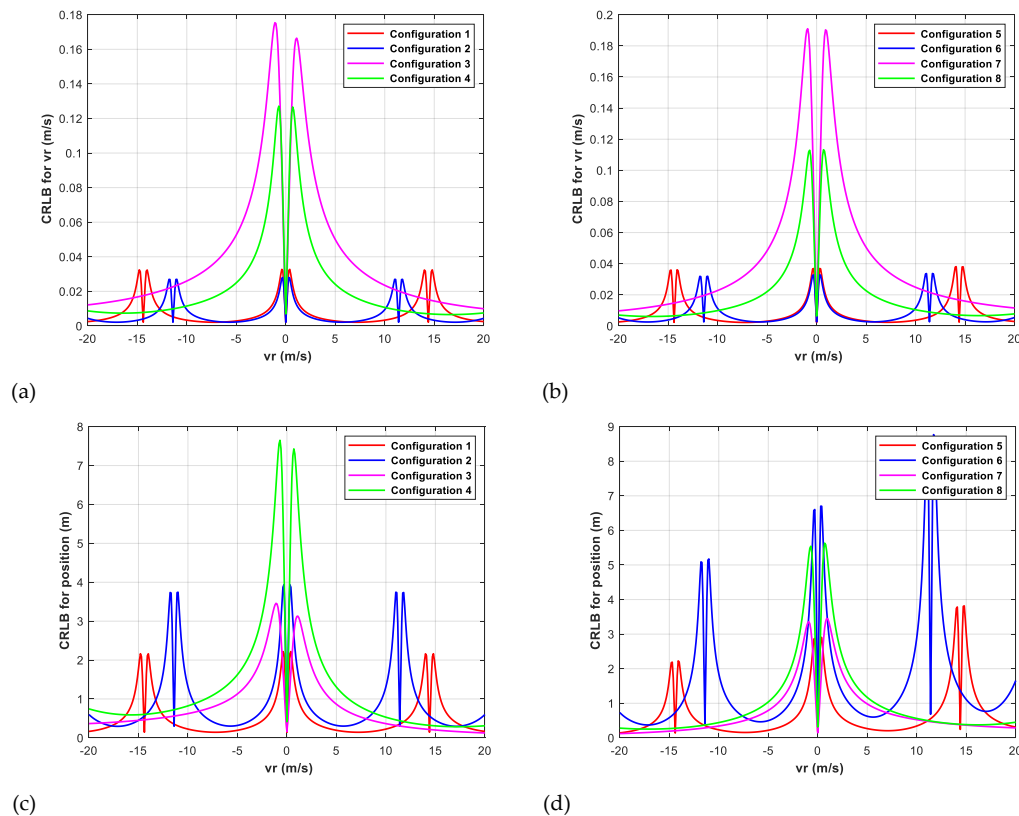 0.18
0.16
0.14
0.12
0.1
0.08
0.06
0.04
0.02
0
CRLB for vr (m/s)
Configuration 1
Configuration 2
Configuration 3
Configuration 4
-20 -15 -10 -5 0 5 10 15 20
vr (m/s)
(a)
0.2
0.18
0.16
0.14
0.12
0.1
0.08
0.06
0.04
0.02
0
CRLB for vr (m/s)
Configuration 5
Configuration 6
Configuration 7
Configuration 8
-20 -15 -10 -5 0 5 10 15 20
vr (m/s)
(b)
8
7
6
5
4
3
2
1
0
CRLB for position (m)
Configuration 1
Configuration 2
Configuration 3
Configuration 4
-20 -15 -10 -5 0 5 10 15 20
vr (m/s)
(c)
9
8
7
6
5
4
3
2
1
0
CRLB for position (m)
Configuration 5
Configuration 6
Configuration 7
Configuration 8
-20 -15 -10 -5 0 5 10 15 20
vr (m/s)
(d)